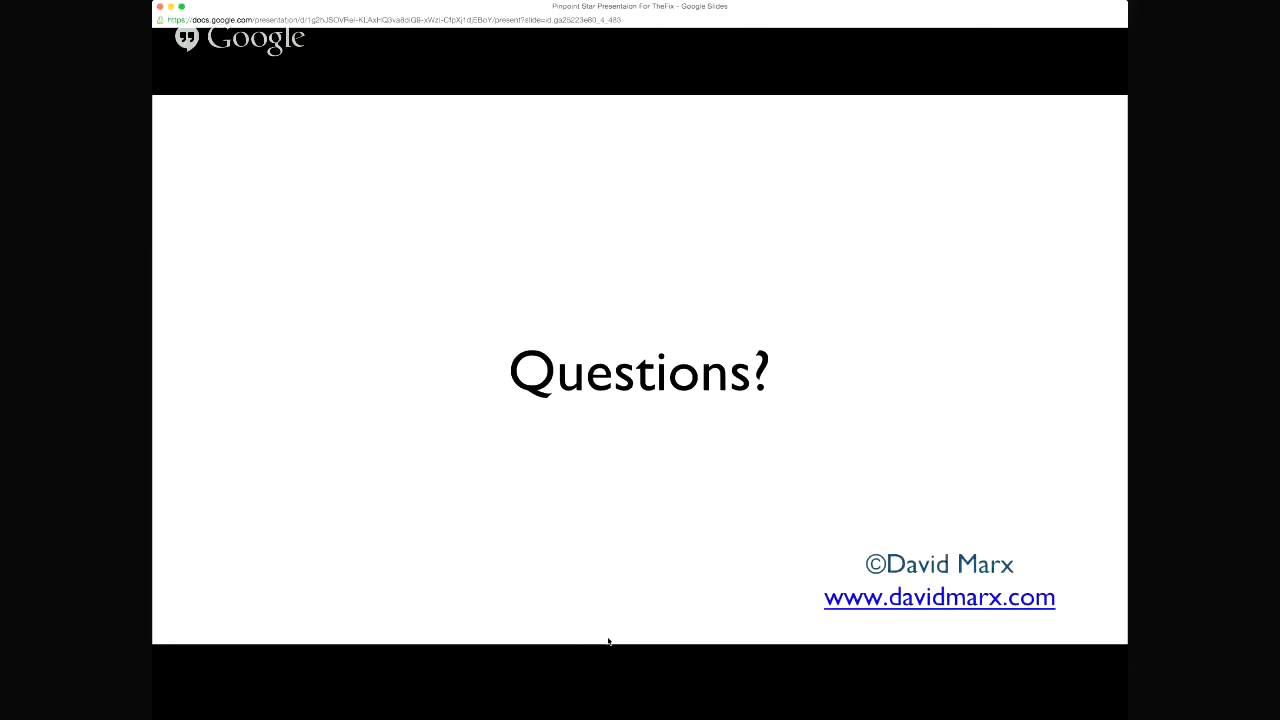 Pinpoint Star Presentaion For TheFix - Google Slides
Google
Questions?
©David Marx
www.davidmarx.com